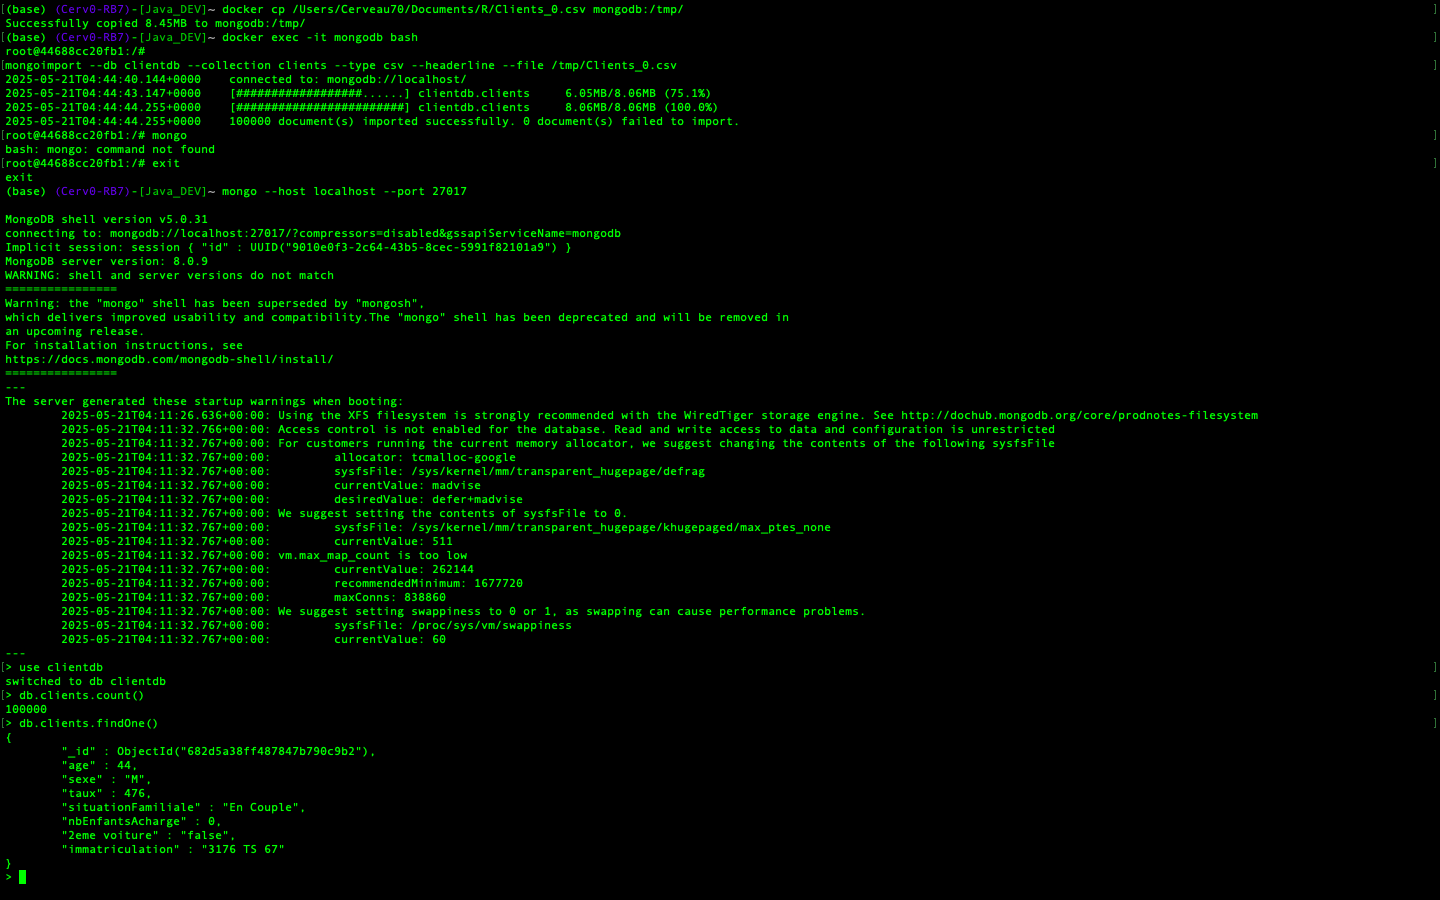 [(base) (Cerv0-RB7)-[Java_DEV]~ docker cp /Users/Cerveau70/Documents/R/Clients_0.csv mongodb:/tmp/ ]
Successfully copied 8.45MB to mongodb:/tmp/
[(base) (Cerv0-RB7)-[Java_DEV]~ docker exec -it mongodb bash ]
root@44688cc20fb1:/#
[mongoimport --db clientdb --collection clients --type csv --headerline --file /tmp/Clients_0.csv ]
2025-05-21T04:44:40.144+0000    connected to: mongodb://localhost/
2025-05-21T04:44:43.147+0000    [##################......] clientdb.clients     6.05MB/8.06MB (75.1%)
2025-05-21T04:44:44.255+0000    [########################] clientdb.clients     8.06MB/8.06MB (100.0%)
2025-05-21T04:44:44.255+0000    100000 document(s) imported successfully. 0 document(s) failed to import.
[root@44688cc20fb1:/# mongo ]
bash: mongo: command not found
[root@44688cc20fb1:/# exit ]
exit
(base) (Cerv0-RB7)-[Java_DEV]~ mongo --host localhost --port 27017
MongoDB shell version v5.0.31
connecting to: mongodb://localhost:27017/?compressors=disabled&gssapiServiceName=mongodb
Implicit session: session { "id" : UUID("9010e0f3-2c64-43b5-8cec-5991f82101a9") }
MongoDB server version: 8.0.9
WARNING: shell and server versions do not match
================
Warning: the "mongo" shell has been superseded by "mongosh",
which delivers improved usability and compatibility.The "mongo" shell has been deprecated and will be removed in
an upcoming release.
For installation instructions, see
https://docs.mongodb.com/mongodb-shell/install/
================
---
The server generated these startup warnings when booting:
        2025-05-21T04:11:26.636+00:00: Using the XFS filesystem is strongly recommended with the WiredTiger storage engine. See http://dochub.mongodb.org/core/prodnotes-filesystem
        2025-05-21T04:11:32.766+00:00: Access control is not enabled for the database. Read and write access to data and configuration is unrestricted
        2025-05-21T04:11:32.767+00:00: For customers running the current memory allocator, we suggest changing the contents of the following sysfsFile
        2025-05-21T04:11:32.767+00:00:         allocator: tcmalloc-google
        2025-05-21T04:11:32.767+00:00:         sysfsFile: /sys/kernel/mm/transparent_hugepage/defrag
        2025-05-21T04:11:32.767+00:00:         currentValue: madvise
        2025-05-21T04:11:32.767+00:00:         desiredValue: defer+madvise
        2025-05-21T04:11:32.767+00:00: We suggest setting the contents of sysfsFile to 0.
        2025-05-21T04:11:32.767+00:00:         sysfsFile: /sys/kernel/mm/transparent_hugepage/khugepaged/max_ptes_none
        2025-05-21T04:11:32.767+00:00:         currentValue: 511
        2025-05-21T04:11:32.767+00:00: vm.max_map_count is too low
        2025-05-21T04:11:32.767+00:00:         currentValue: 262144
        2025-05-21T04:11:32.767+00:00:         recommendedMinimum: 1677720
        2025-05-21T04:11:32.767+00:00:         maxConns: 838860
        2025-05-21T04:11:32.767+00:00: We suggest setting swappiness to 0 or 1, as swapping can cause performance problems.
        2025-05-21T04:11:32.767+00:00:         sysfsFile: /proc/sys/vm/swappiness
        2025-05-21T04:11:32.767+00:00:         currentValue: 60
---
[> use clientdb ]
switched to db clientdb
[> db.clients.count() ]
100000
[> db.clients.findOne() ]
{
        "_id" : ObjectId("682d5a38ff487847b790c9b2"),
        "age" : 44,
        "sexe" : "M",
        "taux" : 476,
        "situationFamiliale" : "En Couple",
        "nbEnfantsAcharge" : 0,
        "2eme voiture" : "false",
        "immatriculation" : "3176 TS 67"
}
>